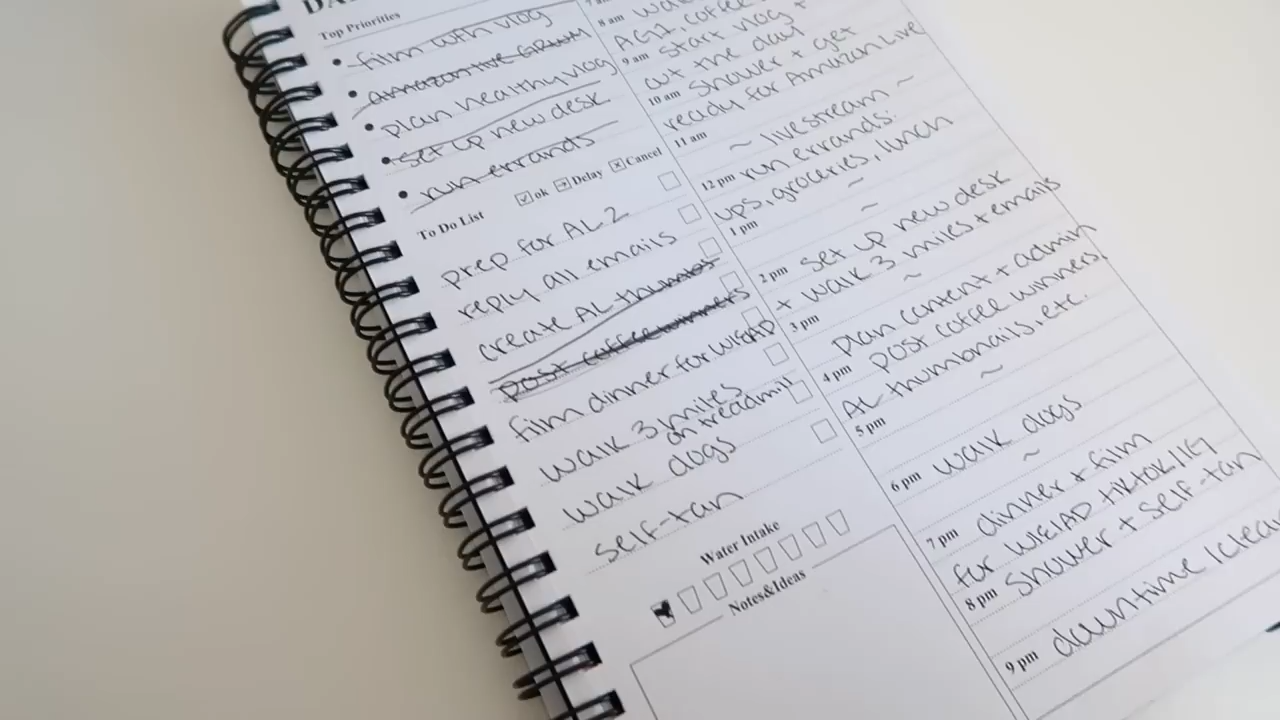 Top Priorities
• film wfh vlog
• amazon live GRWM
• plan healthy vlog
• set up new desk
• run errands
ok Delay Cancel
To Do List
prep for AL 2
reply all emails
create AL thumbs
post coffee winners
film dinner for WIEIAD
walk 3 miles
on treadmill
walk dogs
self-tan
Water Intake
Notes&Ideas
8 am
AG1, coffee
9 am start vlog +
out the day
10 am shower + get
ready for Amazon Live
11 am
~ livestream ~
12 pm run errands:
ups, groceries, lunch
1 pm ~
~
2 pm set up new desk
+ walk 3 miles + emails
3 pm ~
plan content + admin
4 pm post coffee winners,
AL thumbnails, etc.
5 pm ~
6 pm walk dogs
~
7 pm dinner + film
for WIEIAD tiktok/IG
8 pm shower + self-tan
9 pm downtime